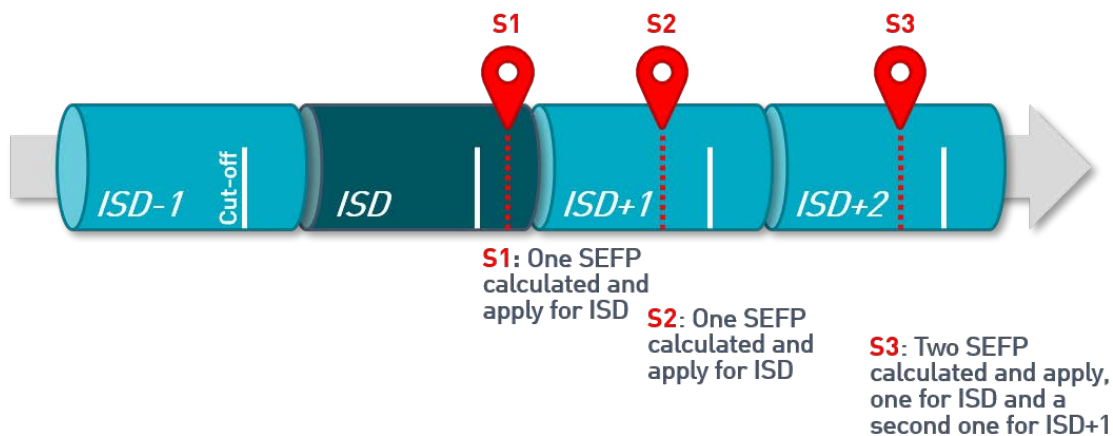 S1
S2
S3
ISD-1
Cut-off
ISD
ISD+1
ISD+2
S1: One SEFP
calculated and
apply for ISD
S2: One SEFP
calculated and
apply for ISD
S3: Two SEFP
calculated and apply,
one for ISD and a
second one for ISD+1